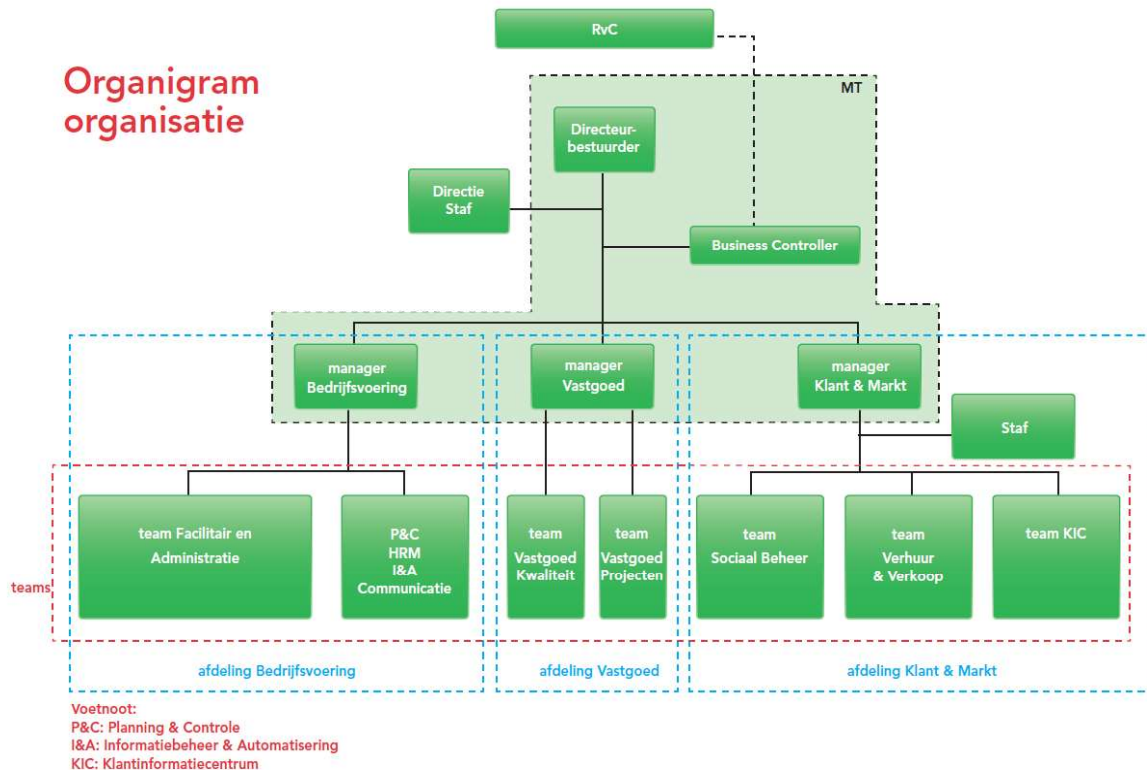 RvC
Organigram
organisatie
MT
Directeur-
bestuurder
Directie
Staf
Business Controller
manager
Bedrijfsvoering
manager
Vastgoed
manager
Klant & Markt
Staf
team Facilitair en
Administratie
P&C
HRM
I&A
Communicatie
team
Vastgoed
Kwaliteit
team
Vastgoed
Projecten
team
Sociaal Beheer
team
Verhuur
& Verkoop
team KIC
teams
afdeling Bedrijfsvoering
afdeling Vastgoed
afdeling Klant & Markt
Voetnoot:
P&C: Planning & Controle
I&A: Informatiebeheer & Automatisering
KIC: Klantinformatiecentrum